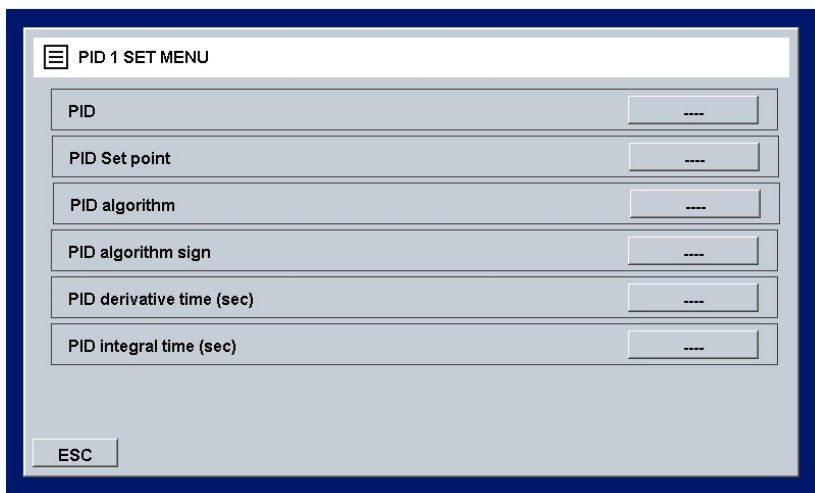 PID 1 SET MENU
PID ----
PID Set point ----
PID algorithm ----
PID algorithm sign ----
PID derivative time (sec) ----
PID integral time (sec) ----
ESC